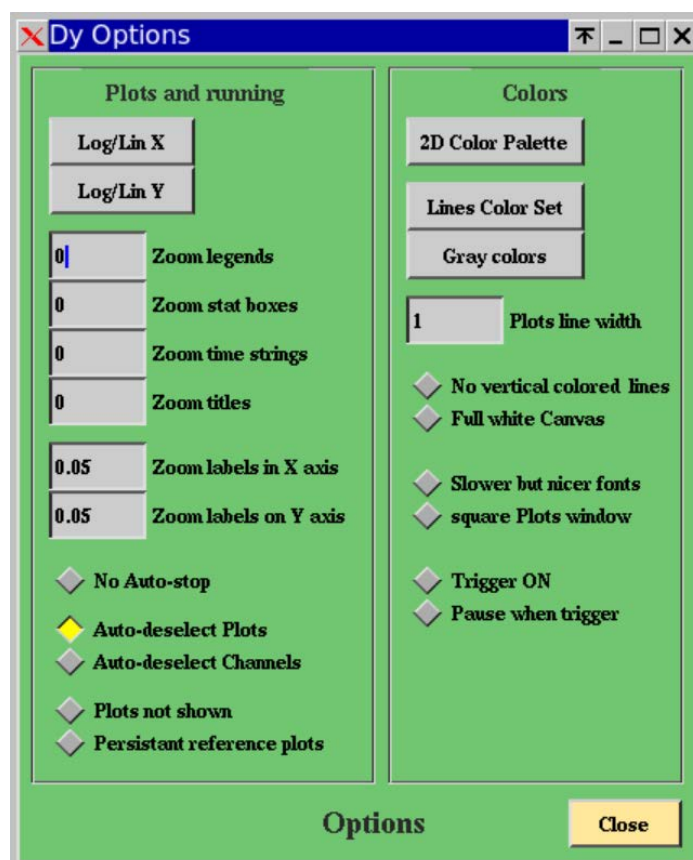 Dy Options
Plots and running
Log/Lin X
Log/Lin Y
0 Zoom legends
0 Zoom stat boxes
0 Zoom time strings
0 Zoom titles
0.05 Zoom labels in X axis
0.05 Zoom labels on Y axis
No Auto-stop
Auto-deselect Plots
Auto-deselect Channels
Plots not shown
Persistant reference plots
Colors
2D Color Palette
Lines Color Set
Gray colors
1 Plots line width
No vertical colored lines
Full white Canvas
Slower but nicer fonts
square Plots window
Trigger ON
Pause when trigger
Options
Close